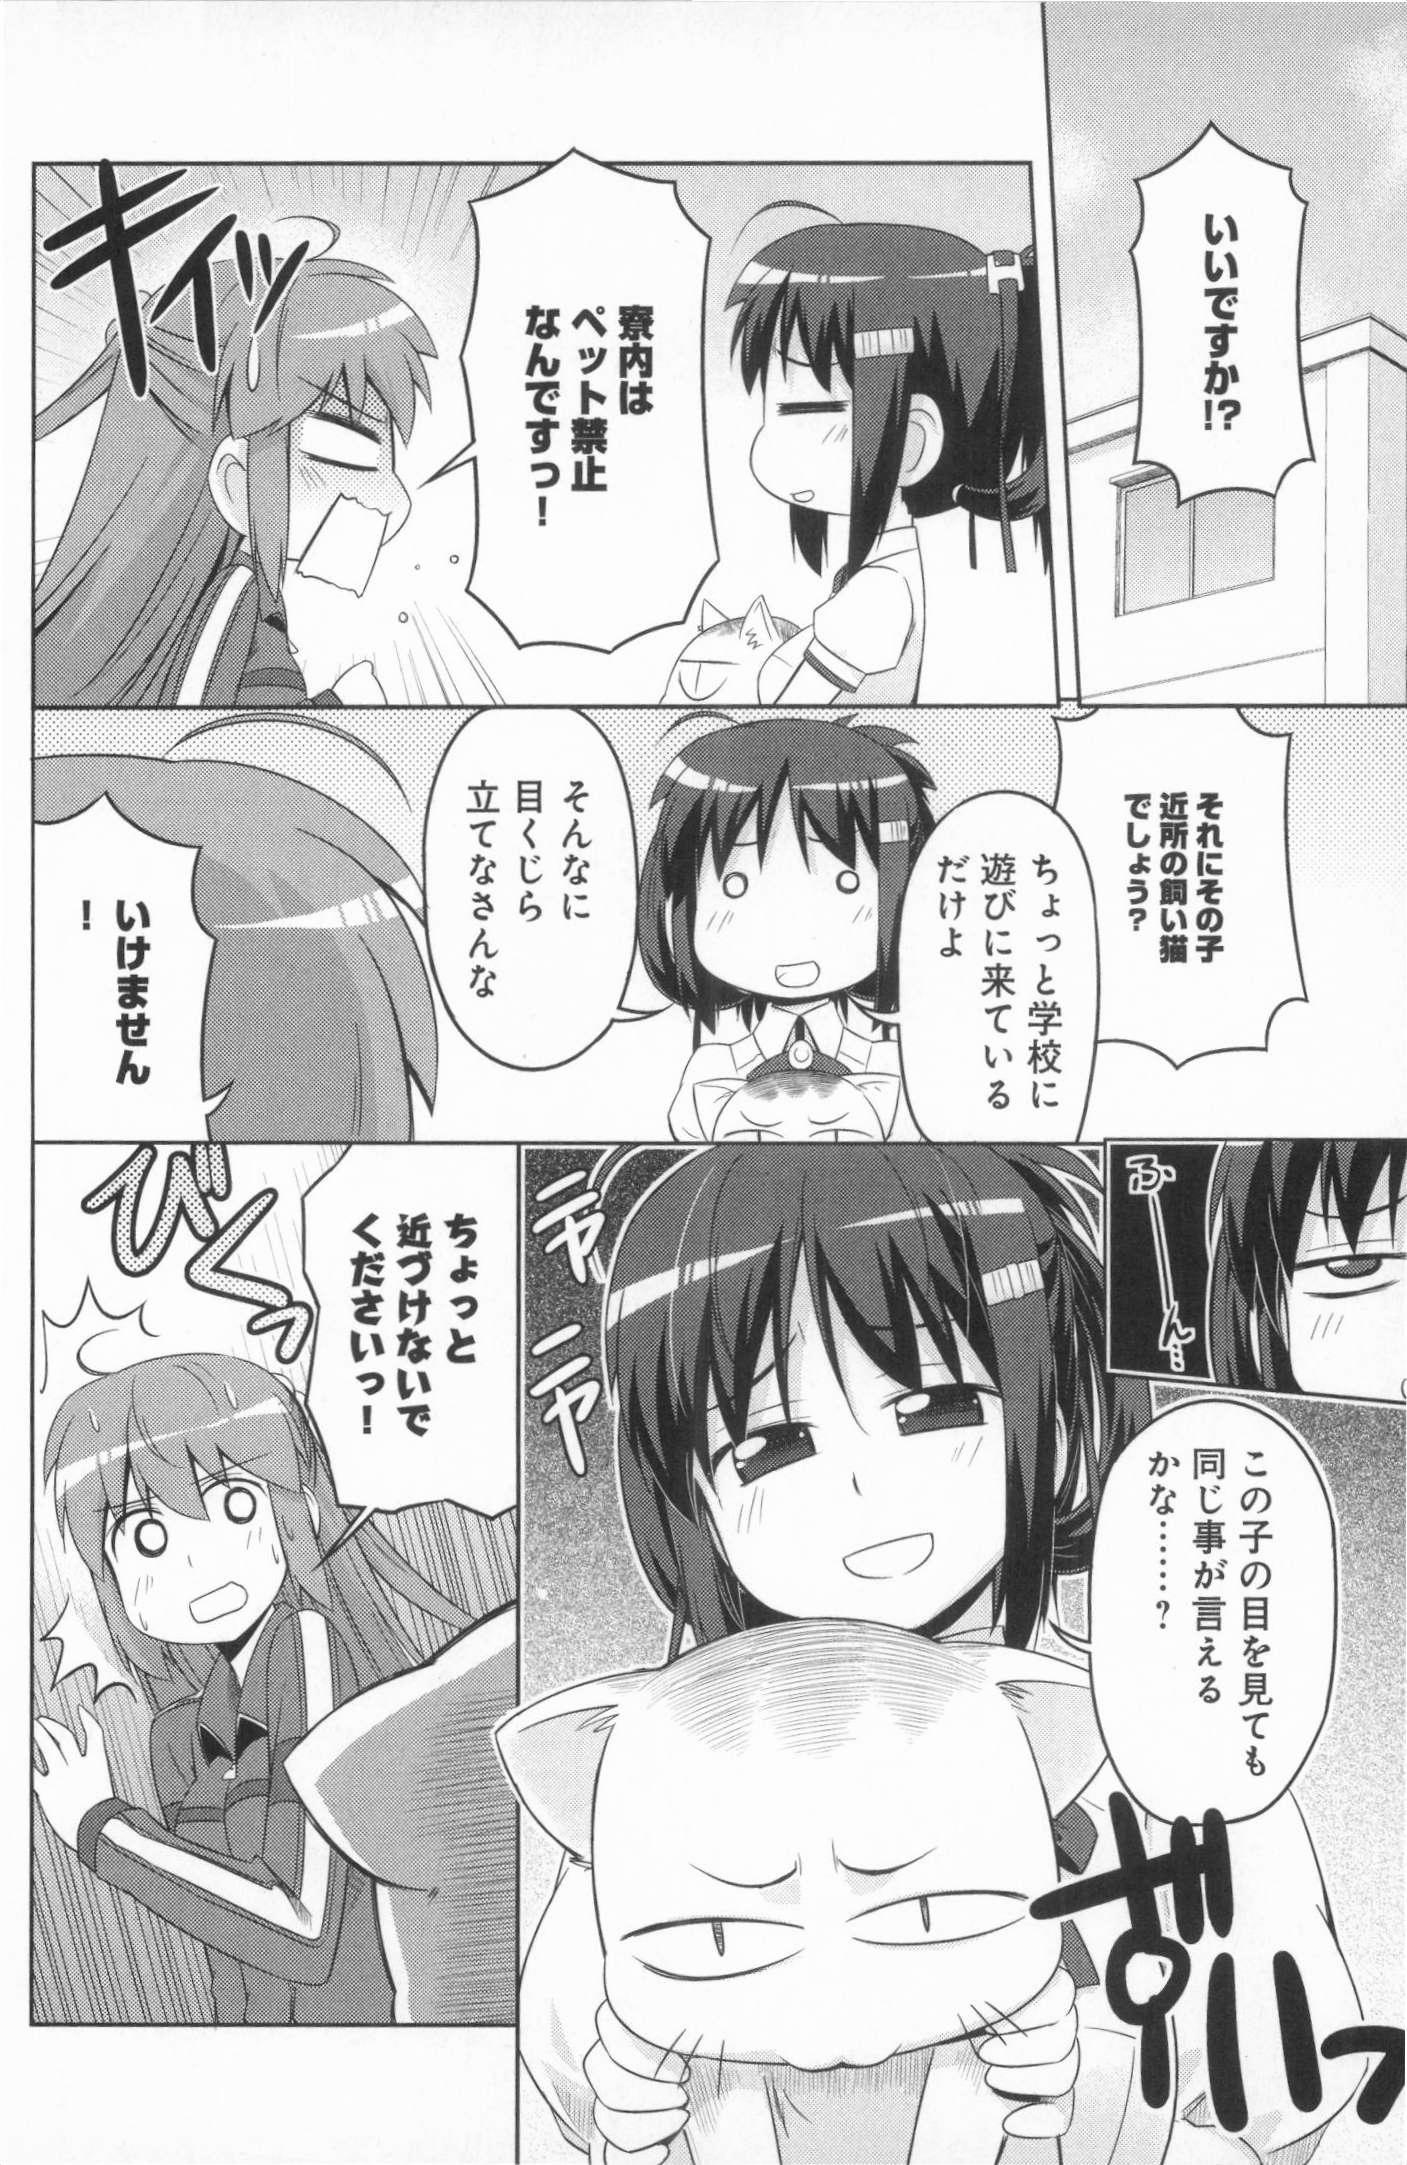 いいですか!?
寮内は
ペット禁止
なんですっ!
キイッ
それにその子
近所の飼い猫
でしょう?
ちょっと学校に
遊びに来ている
だけよ
そんなに
目くじら
立てなさんな
いけません
!
ふーん…
この子の目を見ても
同じ事が言える
かな……?
ニヤ
ニヤ
ずいっ
ちょっと
近づけないで
くださいっ!
びくっ